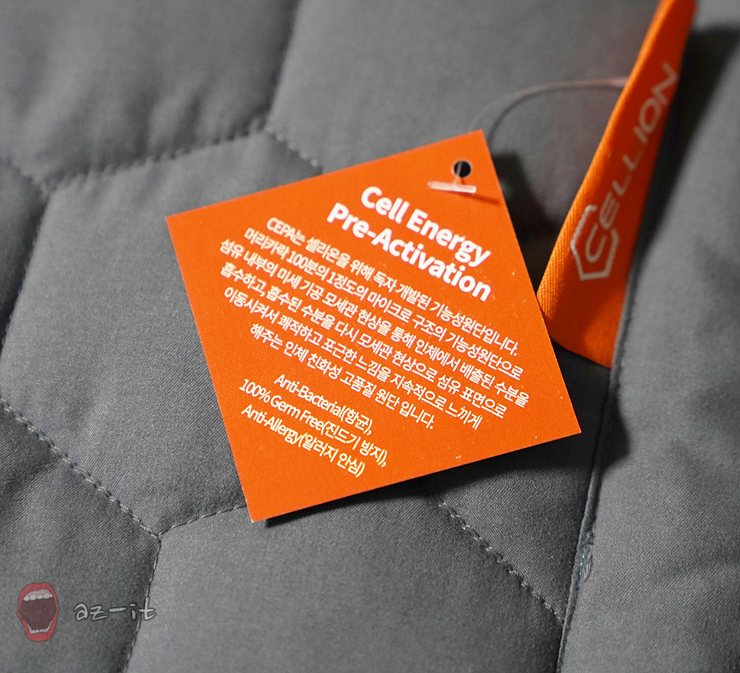 Cell Energy
Pre-Activation
CEPA는 셀리온을 위해 독자 개발된 기능성원단입니다.
머리카락 100분의 1정도의 마이크로 구조의 기능성원단으로
섬유 내부의 미세 기공 모세관 현상을 통해 인체에서 배출된 수분을
흡수하고, 흡수된 수분을 다시 모세관 현상으로 섬유 표면으로
이동시켜서 쾌적하고 포근한 느낌을 지속적으로 느끼게
해주는 인체 친화성 고품질 원단 입니다.
Anti-Bacterial(항균),
100% Germ Free(진드기 방지),
Anti-Allergy(알러지 안심)
CELLION
az-it